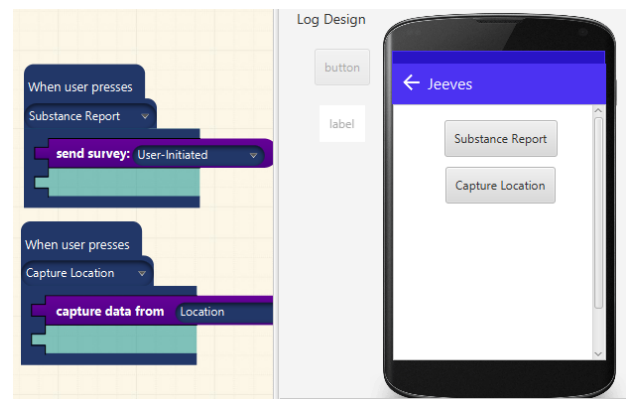 When user presses
Substance Report
send survey: User-Initiated
When user presses
Capture Location
capture data from Location
Log Design
button
label
Jeeves
Substance Report
Capture Location